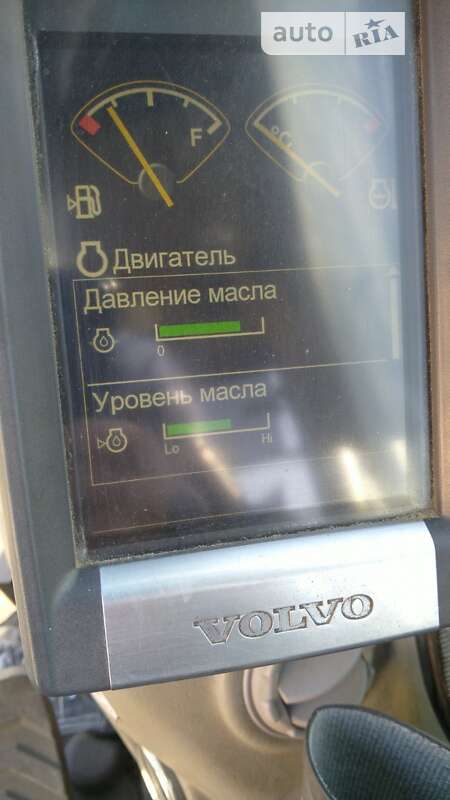 auto RIA
F
°C
Двигатель
Давление масла
0
Уровень масла
Lo Hi
VOLVO